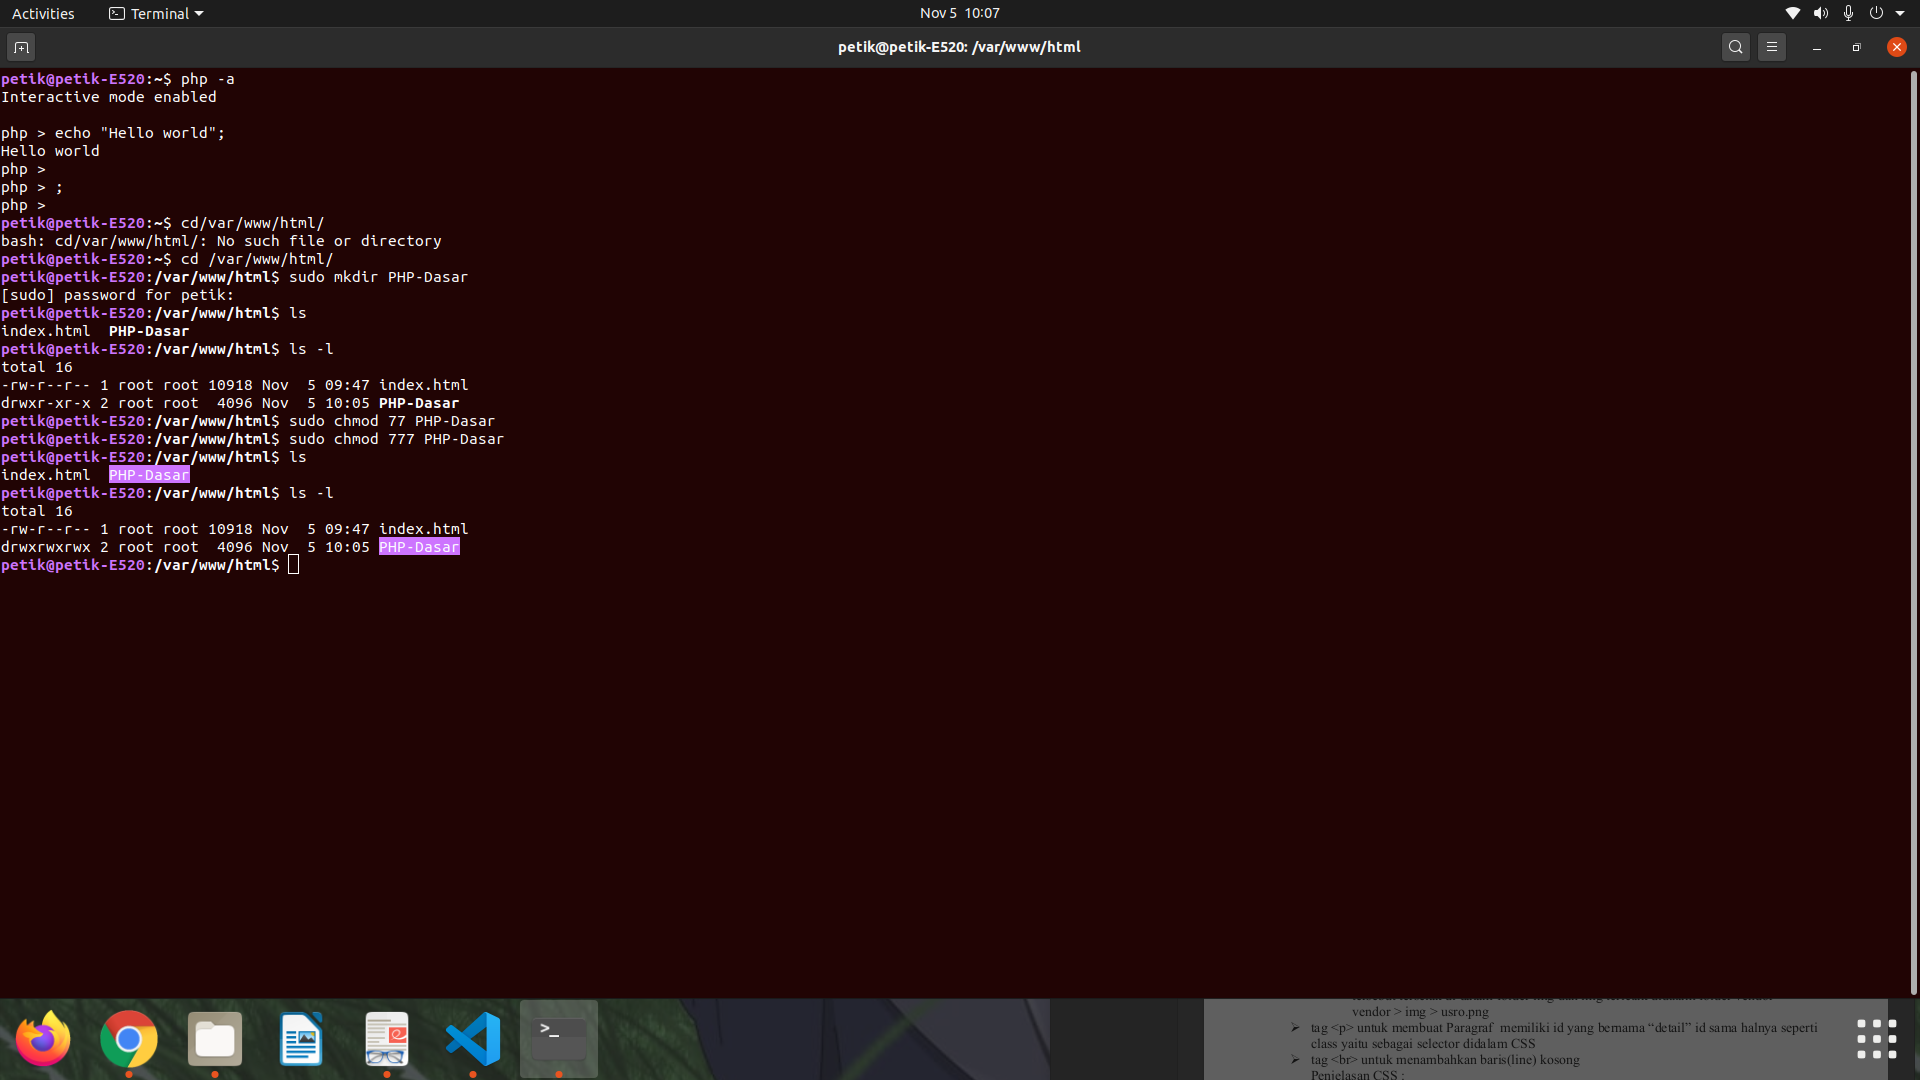 Activities
Terminal
Nov 5 10:07
petik@petik-E520: /var/www/html
petik@petik-E520:~$ php -a
Interactive mode enabled
php > echo "Hello world";
Hello world
php >
php > ;
php >
petik@petik-E520:~$ cd/var/www/html/
bash: cd/var/www/html/: No such file or directory
petik@petik-E520:~$ cd /var/www/html/
petik@petik-E520:/var/www/html$ sudo mkdir PHP-Dasar
[sudo] password for petik:
petik@petik-E520:/var/www/html$ ls
index.html  PHP-Dasar
petik@petik-E520:/var/www/html$ ls -l
total 16
-rw-r--r-- 1 root root 10918 Nov  5 09:47 index.html
drwxr-xr-x 2 root root  4096 Nov  5 10:05 PHP-Dasar
petik@petik-E520:/var/www/html$ sudo chmod 77 PHP-Dasar
petik@petik-E520:/var/www/html$ sudo chmod 777 PHP-Dasar
petik@petik-E520:/var/www/html$ ls
index.html  PHP-Dasar
petik@petik-E520:/var/www/html$ ls -l
total 16
-rw-r--r-- 1 root root 10918 Nov  5 09:47 index.html
drwxrwxrwx 2 root root  4096 Nov  5 10:05 PHP-Dasar
petik@petik-E520:/var/www/html$
vendor > img > usro.png
➢ tag <p> untuk membuat Paragraf memiliki id yang bernama “detail” id sama halnya seperti
class yaitu sebagai selector didalam CSS
➢ tag <br> untuk menambahkan baris(line) kosong
Penjelasan CSS :